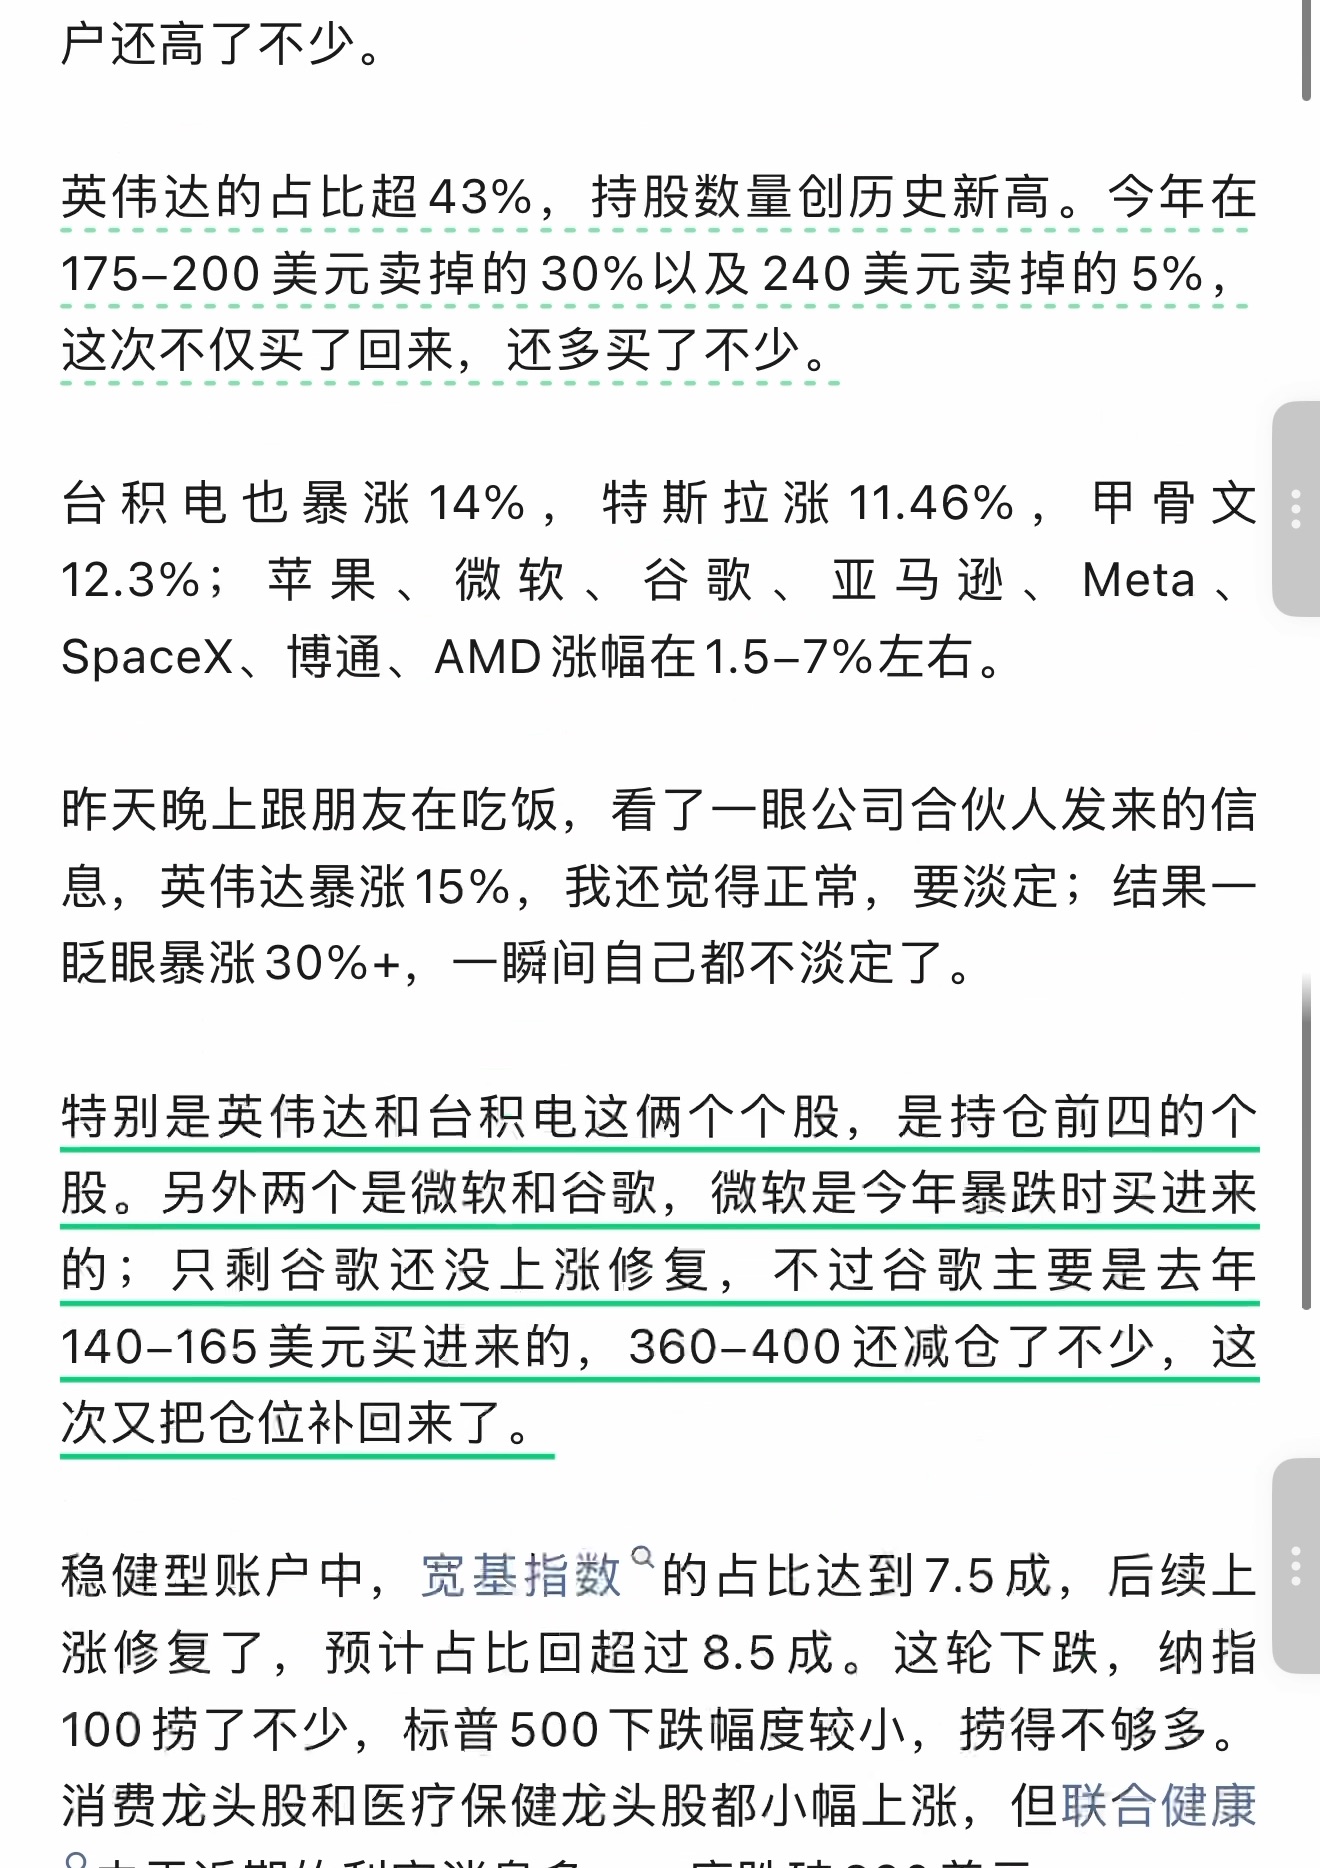 户还高了不少。
英伟达的占比超43%，持股数量创历史新高。今年在
175–200美元卖掉的30%以及240美元卖掉的5%，
这次不仅买了回来，还多买了不少。
台积电也暴涨14%，特斯拉涨11.46%，甲骨文
12.3%；苹果、微软、谷歌、亚马逊、Meta、
SpaceX、博通、AMD涨幅在1.5–7%左右。
昨天晚上跟朋友在吃饭，看了一眼公司合伙人发来的信
息，英伟达暴涨15%，我还觉得正常，要淡定；结果一
眨眼暴涨30%+，一瞬间自己都不淡定了。
特别是英伟达和台积电这俩个个股，是持仓前四的个
股。另外两个是微软和谷歌，微软是今年暴跌时买进来
的；只剩谷歌还没上涨修复，不过谷歌主要是去年
140–165美元买进来的，360–400还减仓了不少，这
次又把仓位补回来了。
稳健型账户中，宽基指数的占比达到7.5成，后续上
涨修复了，预计占比回超过8.5成。这轮下跌，纳指
100捞了不少，标普500下跌幅度较小，捞得不够多。
消费龙头股和医疗保健龙头股都小幅上涨，但联合健康